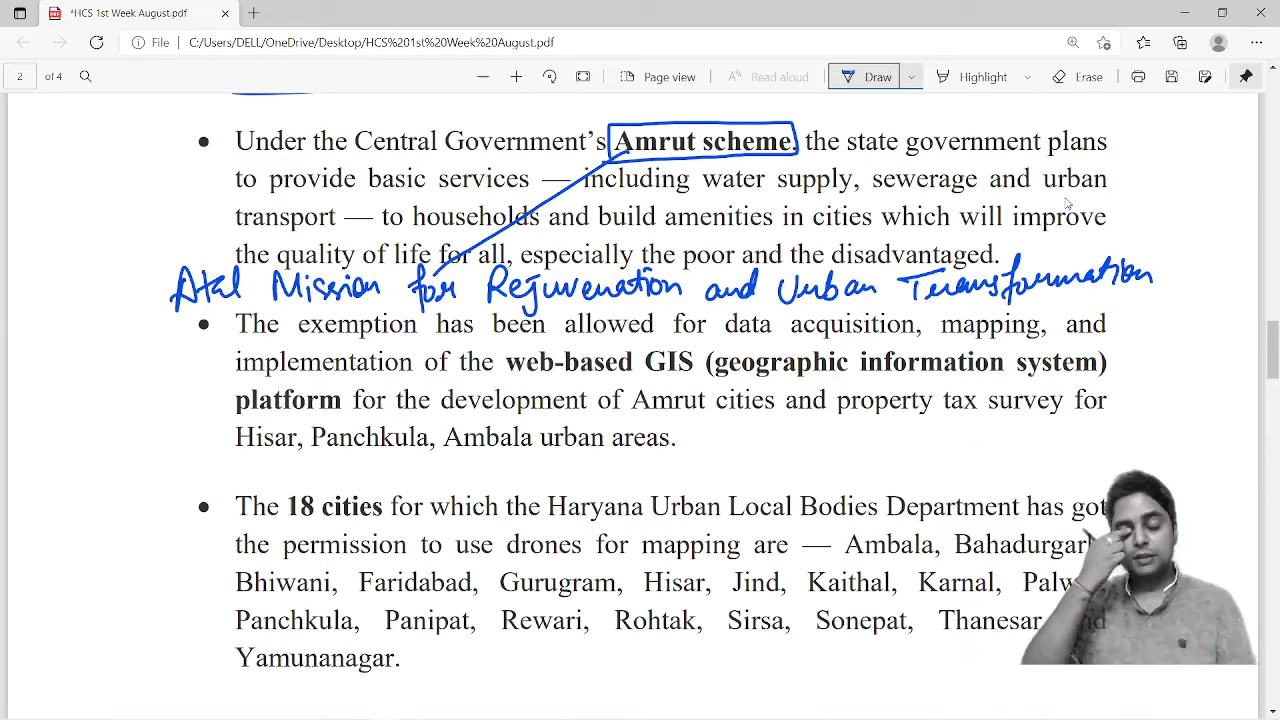 *HCS 1st Week August.pdf
File C:/Users/DELL/OneDrive/Desktop/HCS%201st%20Week%20August.pdf
2 of 4 Page view Read aloud Draw Highlight Erase
• Under the Central Government's Amrut scheme, the state government plans
to provide basic services — including water supply, sewerage and urban
transport — to households and build amenities in cities which will improve
the quality of life for all, especially the poor and the disadvantaged.
Atal Mission for Rejuvenation and Urban Transformation
• The exemption has been allowed for data acquisition, mapping, and
implementation of the web-based GIS (geographic information system)
platform for the development of Amrut cities and property tax survey for
Hisar, Panchkula, Ambala urban areas.
• The 18 cities for which the Haryana Urban Local Bodies Department has got
the permission to use drones for mapping are — Ambala, Bahadurgarh,
Bhiwani, Faridabad, Gurugram, Hisar, Jind, Kaithal, Karnal,
Panchkula, Panipat, Rewari, Rohtak, Sirsa, Sonepat, Thanesar
Yamunanagar.